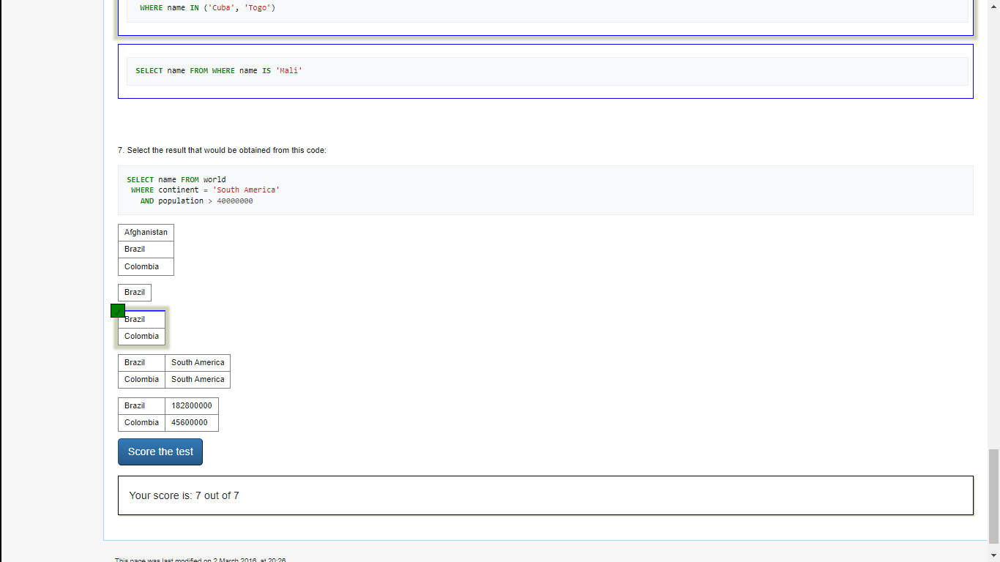 WHERE name IN ('Cuba', 'Togo')
SELECT name FROM WHERE name IS 'Mali'
7. Select the result that would be obtained from this code:
SELECT name FROM world
WHERE continent = 'South America'
AND population > 40000000
Afghanistan
Brazil
Colombia
Brazil
Brazil
Colombia
Brazil South America
Colombia South America
Brazil 182800000
Colombia 45600000
Score the test
Your score is: 7 out of 7
This page was last modified on 2 March 2016, at 20:26